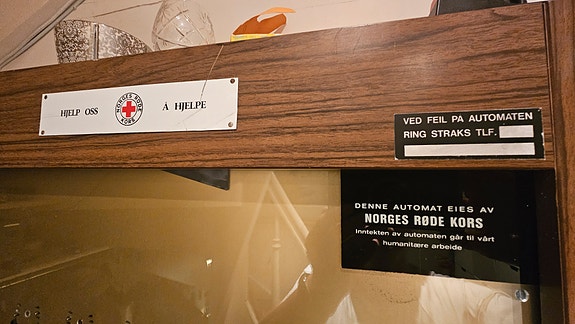 HJELP OSS
NORGES RØDE
KORS
Å HJELPE
VED FEIL PA AUTOMATEN
RING STRAKS TLF.
DENNE AUTOMAT EIES AV
NORGES RØDE KORS
Inntekten av automaten går til vårt
humanitære arbeide